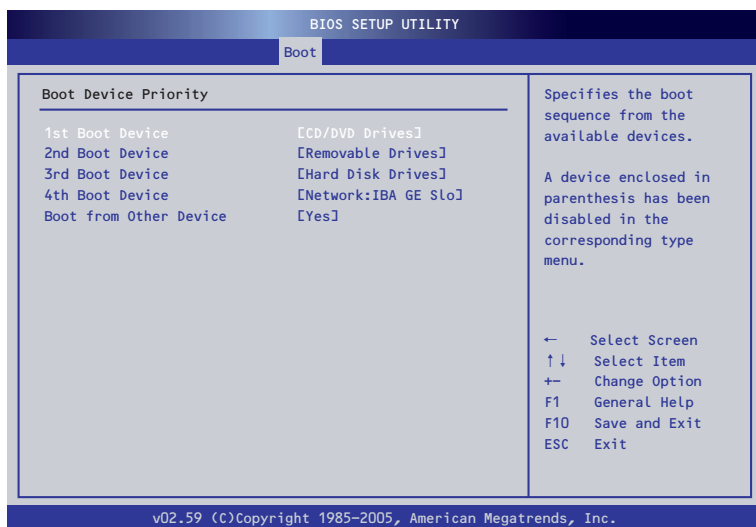 BIOS SETUP UTILITY
Boot
Boot Device Priority
1st Boot Device [CD/DVD Drives]
2nd Boot Device [Removable Drives]
3rd Boot Device [Hard Disk Drives]
4th Boot Device [Network:IBA GE Slo]
Boot from Other Device [Yes]
Specifies the boot
sequence from the
available devices.
A device enclosed in
parenthesis has been
disabled in the
corresponding type
menu.
← Select Screen
↑↓ Select Item
+- Change Option
F1 General Help
F10 Save and Exit
ESC Exit
v02.59 (C)Copyright 1985-2005, American Megatrends, Inc.